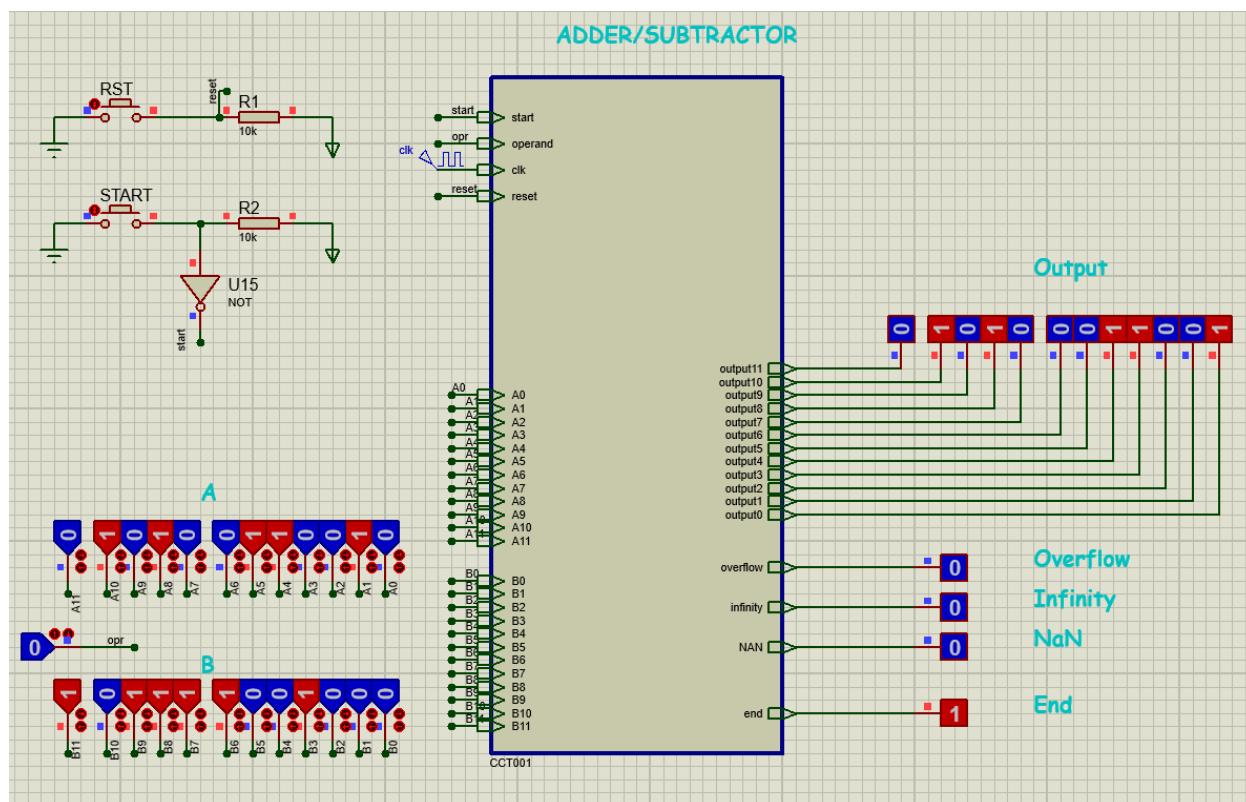 ADDER/SUBTRACTOR
RST
reset
R1
10k
START
R2
10k
U15
NOT
start
start
start
opr
operand
clk
clk
reset
reset
Output
0 1 0 1 0 0 0 1 1 0 0 1
output11
output10
output9
output8
output7
output6
output5
output4
output3
output2
output1
output0
A0 A0
A1 A1
A2 A2
A3 A3
A4 A4
A5 A5
A6 A6
A7 A7
A8 A8
A9 A9
A10 A10
A11 A11
A
0 1 0 1 0 0 1 1 0 0 1 0
A11 A10 A9 A8 A7 A6 A5 A4 A3 A2 A1 A0
0
opr
B
1 0 1 1 1 1 0 0 1 0 0 0
B11 B10 B9 B8 B7 B6 B5 B4 B3 B2 B1 B0
B0 B0
B1 B1
B2 B2
B3 B3
B4 B4
B5 B5
B6 B6
B7 B7
B8 B8
B9 B9
B10 B10
B11 B11
overflow 0 Overflow
infinity 0 Infinity
NAN 0 NaN
end 1 End
CCT001